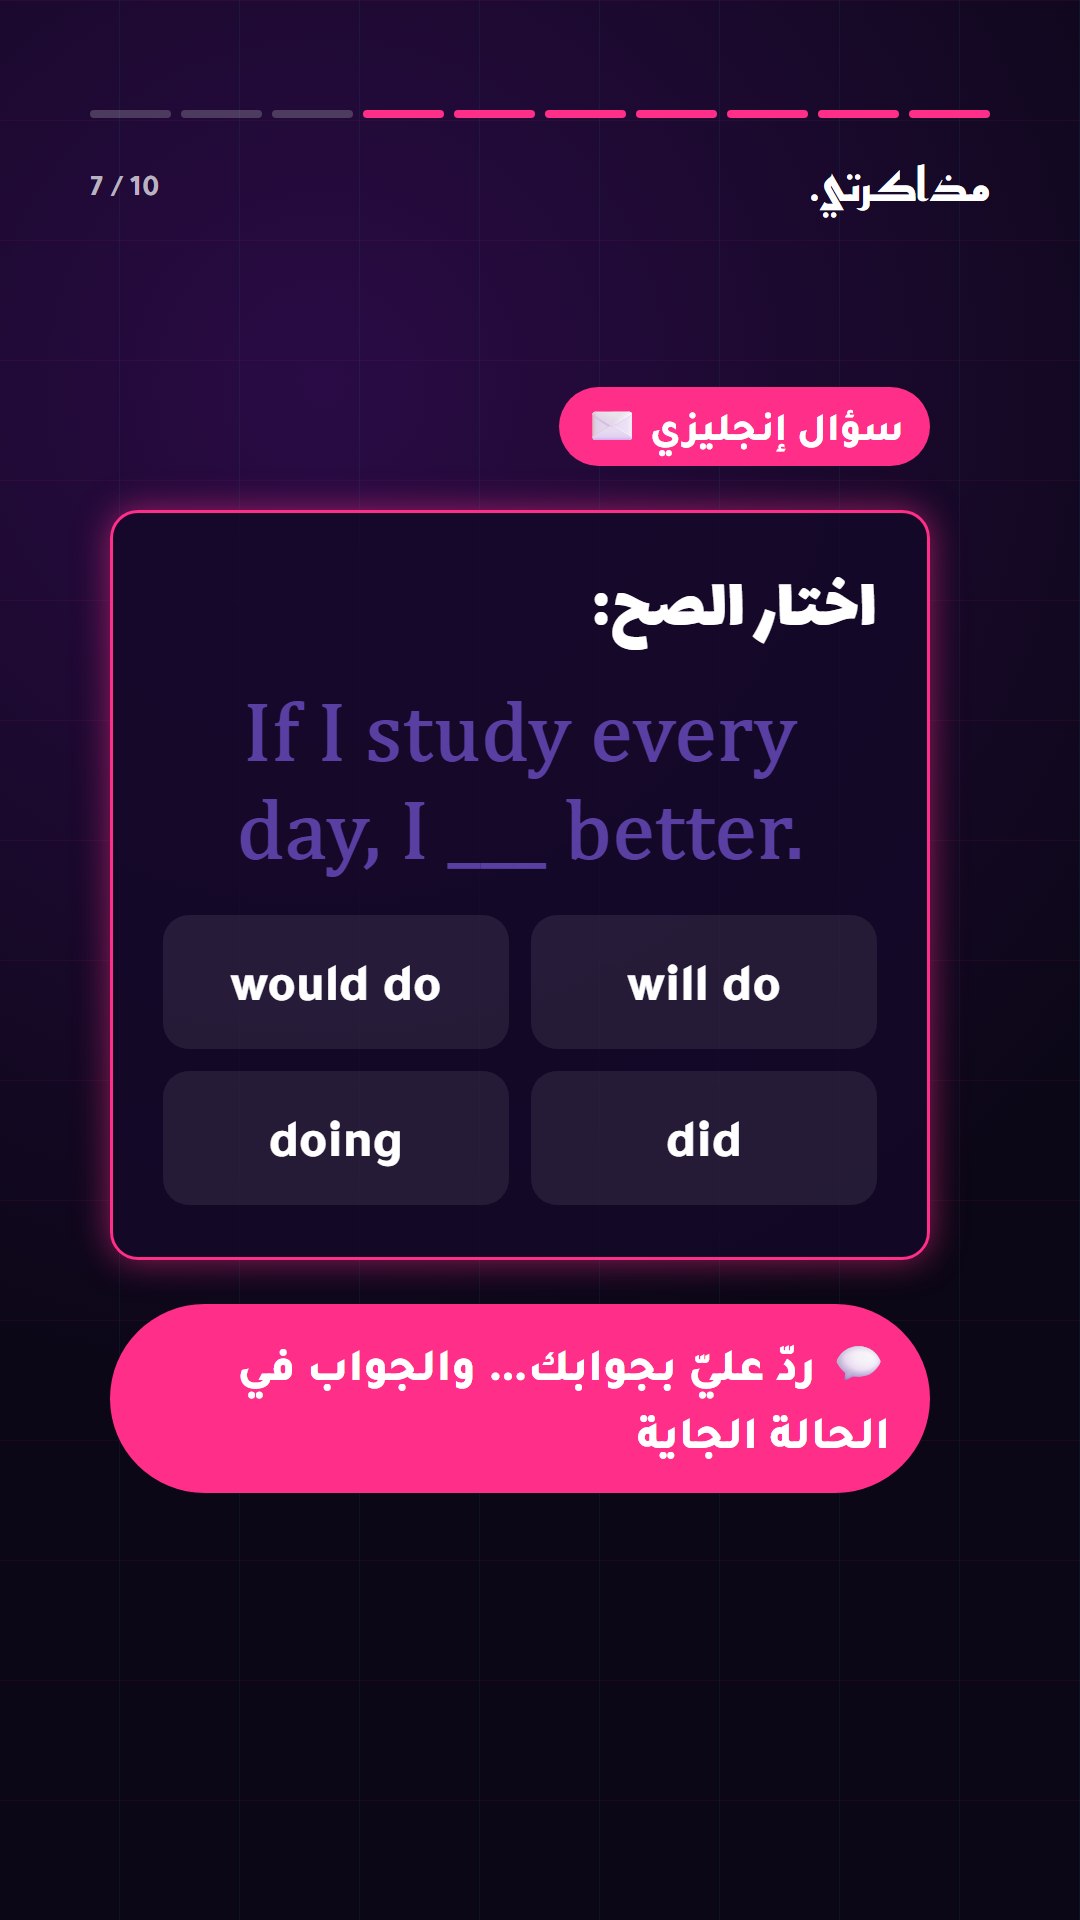 مذاكرتي.
7 / 10
سؤال إنجليزي
اختار الصح:
If I study every
day, I ___ better.
will do
would do
did
doing
ردّ عليّ بجوابك... والجواب في
الحالة الجاية